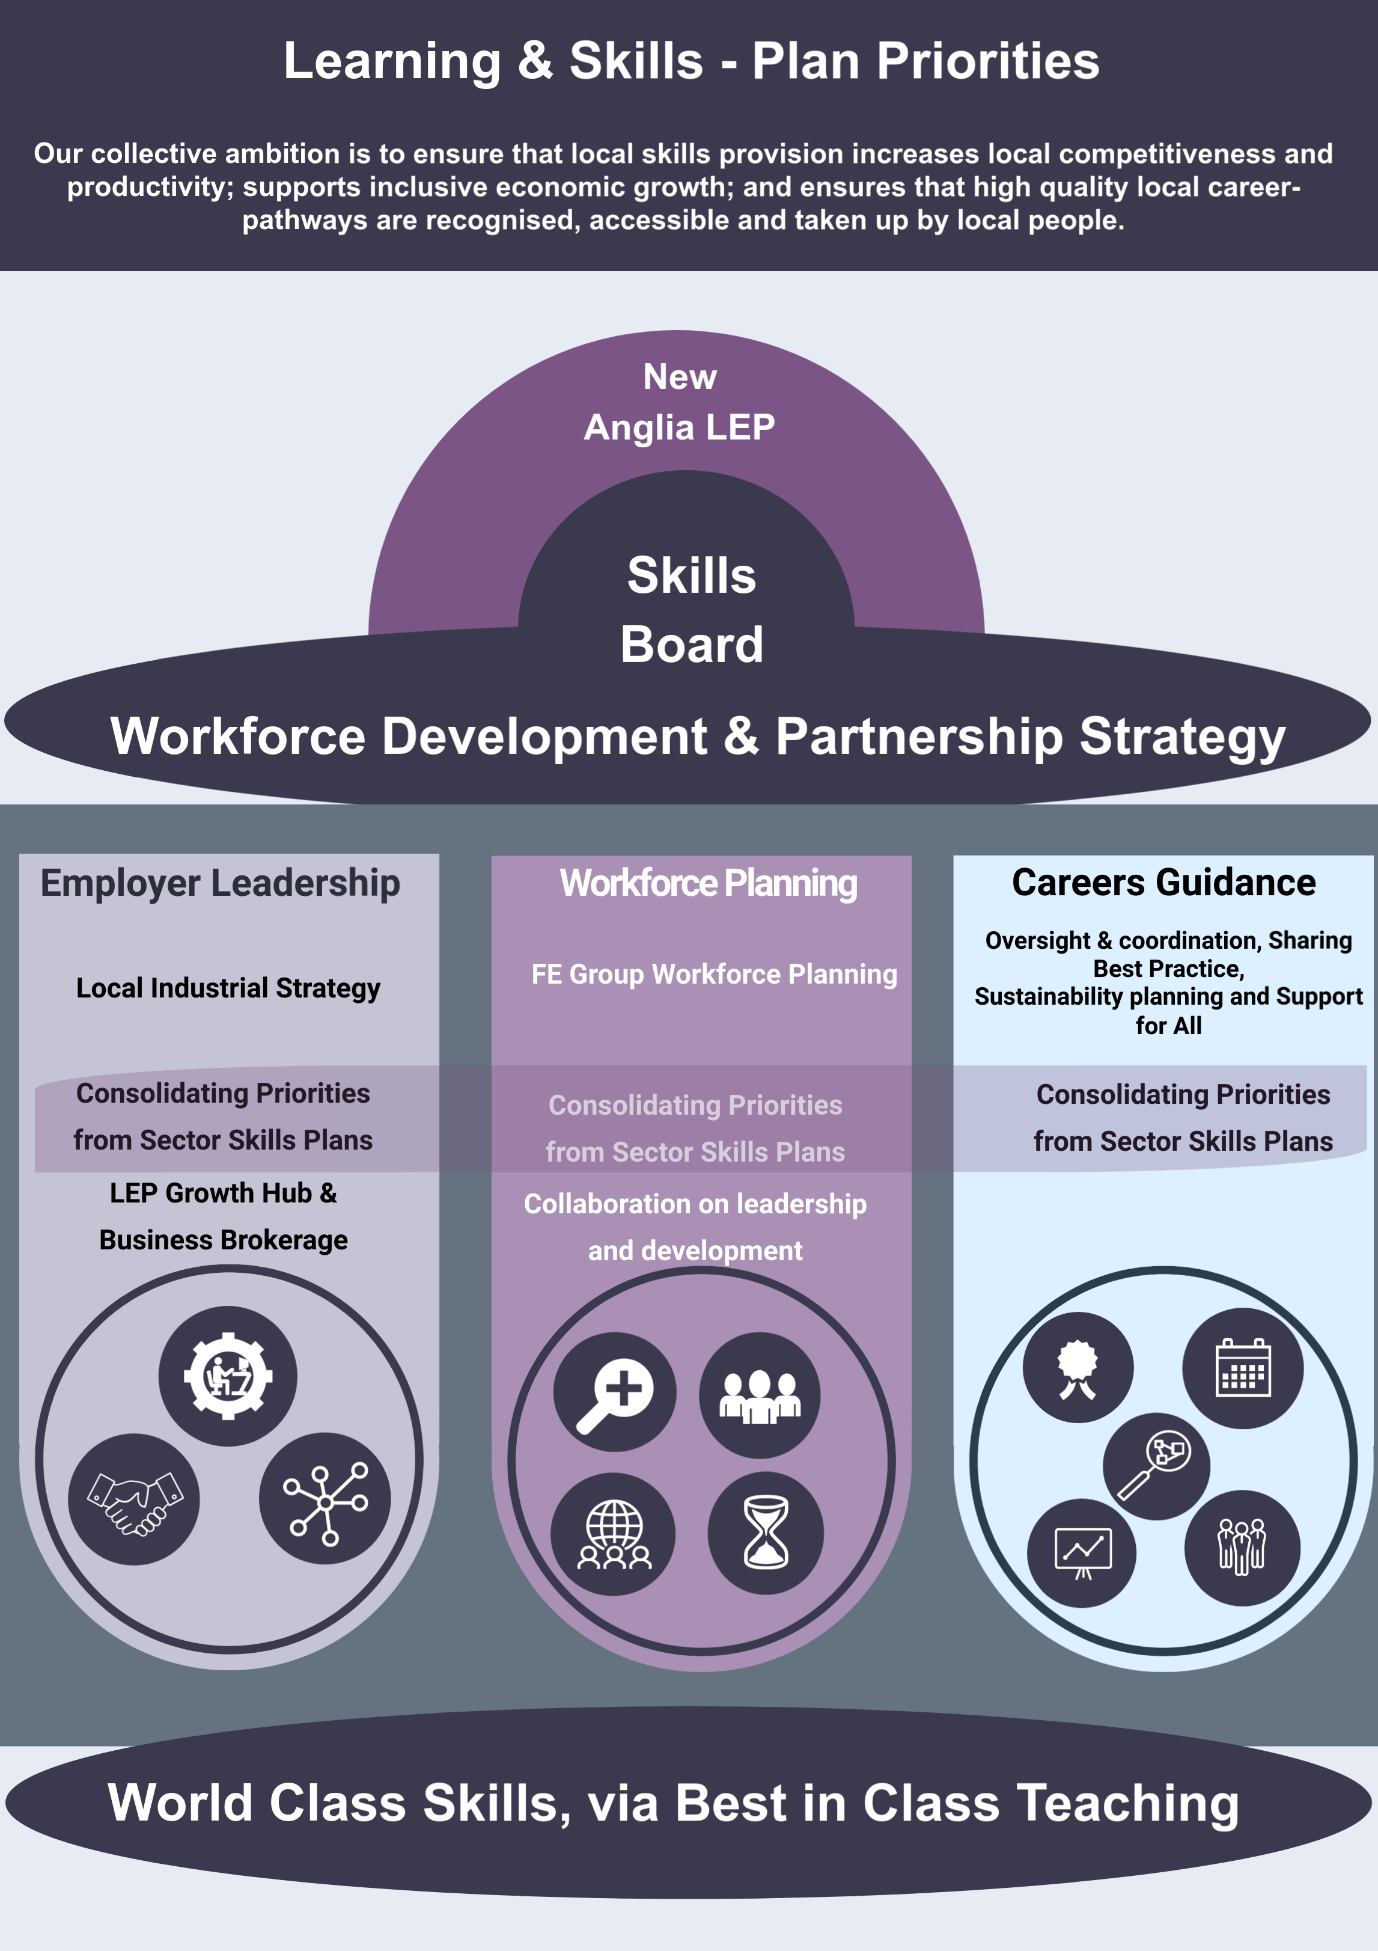 Learning & Skills - Plan Priorities
Our collective ambition is to ensure that local skills provision increases local competitiveness and
productivity; supports inclusive economic growth; and ensures that high quality local career-
pathways are recognised, accessible and taken up by local people.
New
Anglia LEP
Skills
Board
Workforce Development & Partnership Strategy
Employer Leadership
Local Industrial Strategy
Consolidating Priorities
from Sector Skills Plans
LEP Growth Hub &
Business Brokerage
Workforce Planning
FE Group Workforce Planning
Consolidating Priorities
from Sector Skills Plans
Collaboration on leadership
and development
Careers Guidance
Oversight & coordination, Sharing
Best Practice,
Sustainability planning and Support
for All
Consolidating Priorities
from Sector Skills Plans
World Class Skills, via Best in Class Teaching